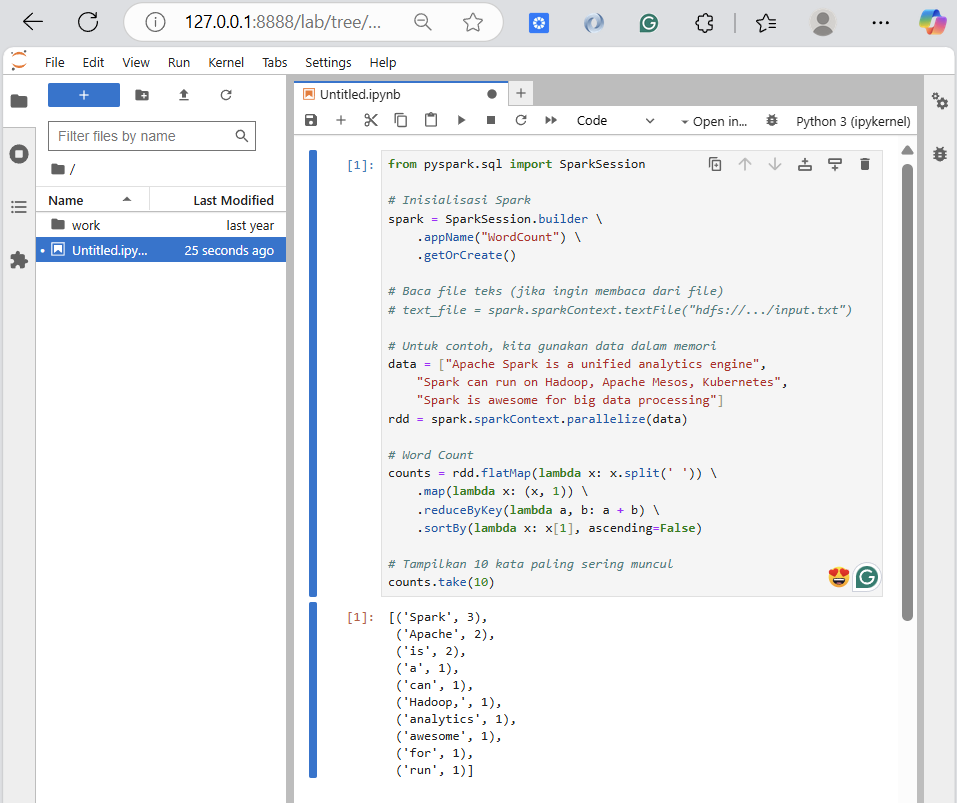 127.0.0.1:8888/lab/tree/...
File Edit View Run Kernel Tabs Settings Help
+
Filter files by name
/
Name Last Modified
work last year
Untitled.ipy... 25 seconds ago
Untitled.ipynb
Code Open in... Python 3 (ipykernel)
[1]: from pyspark.sql import SparkSession
# Inisialisasi Spark
spark = SparkSession.builder \
    .appName("WordCount") \
    .getOrCreate()
# Baca file teks (jika ingin membaca dari file)
# text_file = spark.sparkContext.textFile("hdfs://.../input.txt")
# Untuk contoh, kita gunakan data dalam memori
data = ["Apache Spark is a unified analytics engine",
    "Spark can run on Hadoop, Apache Mesos, Kubernetes",
    "Spark is awesome for big data processing"]
rdd = spark.sparkContext.parallelize(data)
# Word Count
counts = rdd.flatMap(lambda x: x.split(' ')) \
    .map(lambda x: (x, 1)) \
    .reduceByKey(lambda a, b: a + b) \
    .sortBy(lambda x: x[1], ascending=False)
# Tampilkan 10 kata paling sering muncul
counts.take(10)
[1]: [('Spark', 3),
 ('Apache', 2),
 ('is', 2),
 ('a', 1),
 ('can', 1),
 ('Hadoop,', 1),
 ('analytics', 1),
 ('awesome', 1),
 ('for', 1),
 ('run', 1)]